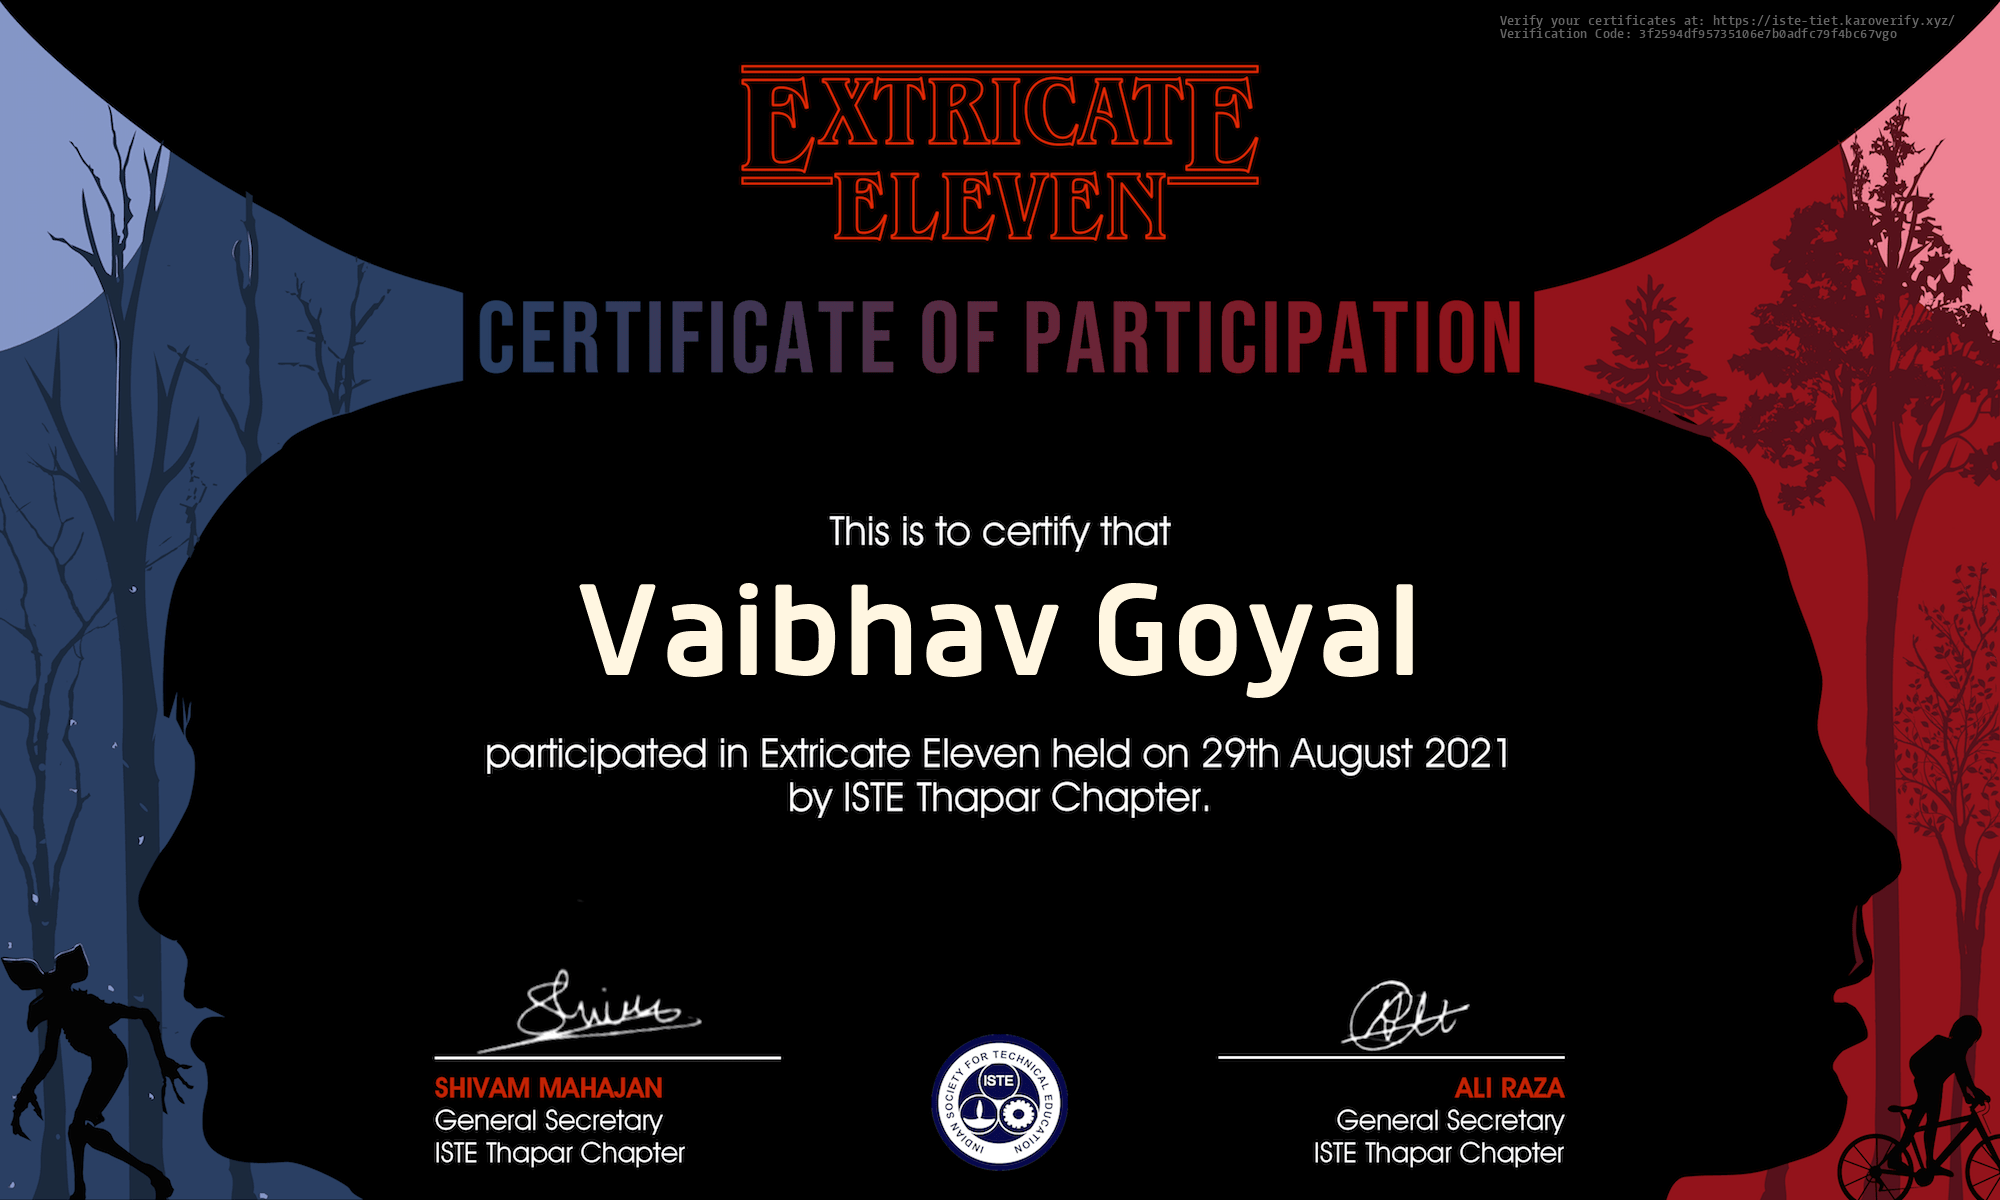 Verify your certificates at: https://iste-tiet.karoverify.xyz/
Verification Code: 3f2594df95735106e7b0adfc79f4bc67vgo
EXTRICATE
ELEVEN
CERTIFICATE OF PARTICIPATION
This is to certify that
Vaibhav Goyal
participated in Extricate Eleven held on 29th August 2021
by ISTE Thapar Chapter.
SHIVAM MAHAJAN
General Secretary
ISTE Thapar Chapter
INDIAN SOCIETY FOR TECHNICAL EDUCATION
ISTE
ALI RAZA
General Secretary
ISTE Thapar Chapter